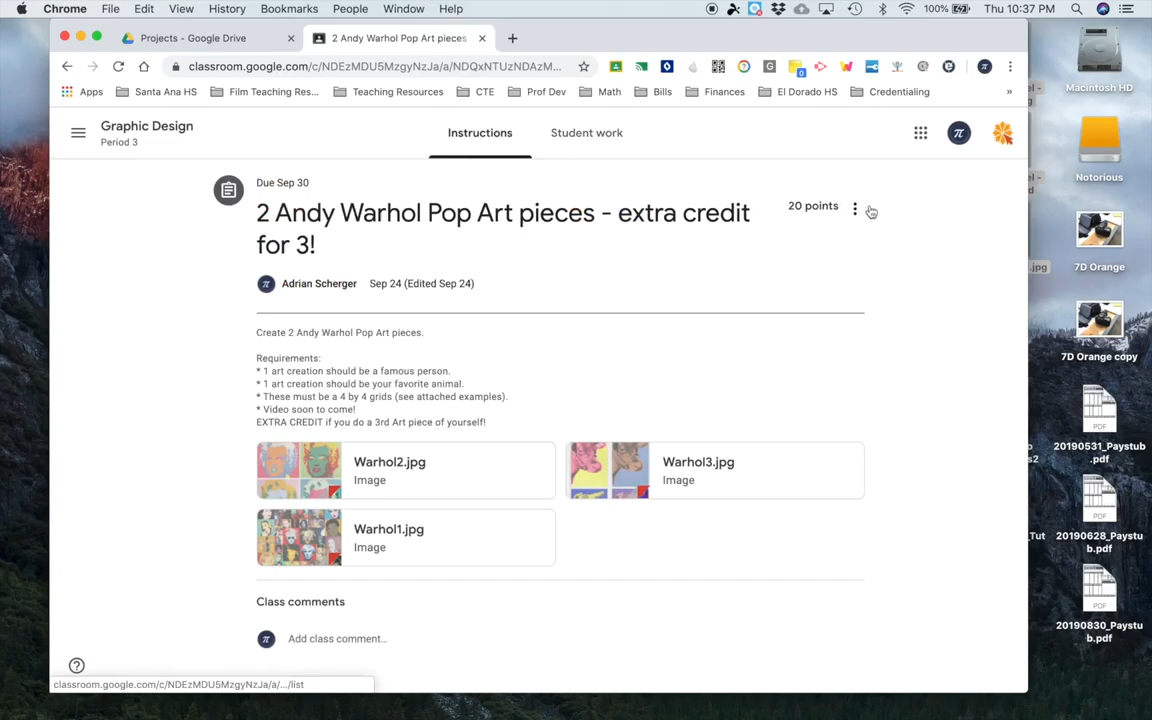 Chrome File Edit View History Bookmarks People Window Help
100% Thu 10:37 PM
Projects - Google Drive
2 Andy Warhol Pop Art pieces
classroom.google.com/c/NDEzMDU5MzgyNzJa/a/NDQxNTUzNDAzM...
Apps Santa Ana HS Film Teaching Res... Teaching Resources CTE Prof Dev Math Bills Finances El Dorado HS Credentialing »
Graphic Design
Period 3
Instructions
Student work
Due Sep 30
2 Andy Warhol Pop Art pieces - extra credit
for 3!
20 points
Adrian Scherger Sep 24 (Edited Sep 24)
Create 2 Andy Warhol Pop Art pieces.
Requirements:
* 1 art creation should be a famous person.
* 1 art creation should be your favorite animal.
* These must be a 4 by 4 grids (see attached examples).
* Video soon to come!
EXTRA CREDIT if you do a 3rd Art piece of yourself!
Warhol2.jpg
Image
Warhol3.jpg
Image
Warhol1.jpg
Image
Class comments
Add class comment...
classroom.google.com/c/NDEzMDU5MzgyNzJa/a/.../list
Macintosh HD
Notorious
7D Orange
.jpg
7D Orange copy
20190531_Paystub
.pdf
20190628_Paystu
b.pdf
20190830_Paystu
b.pdf